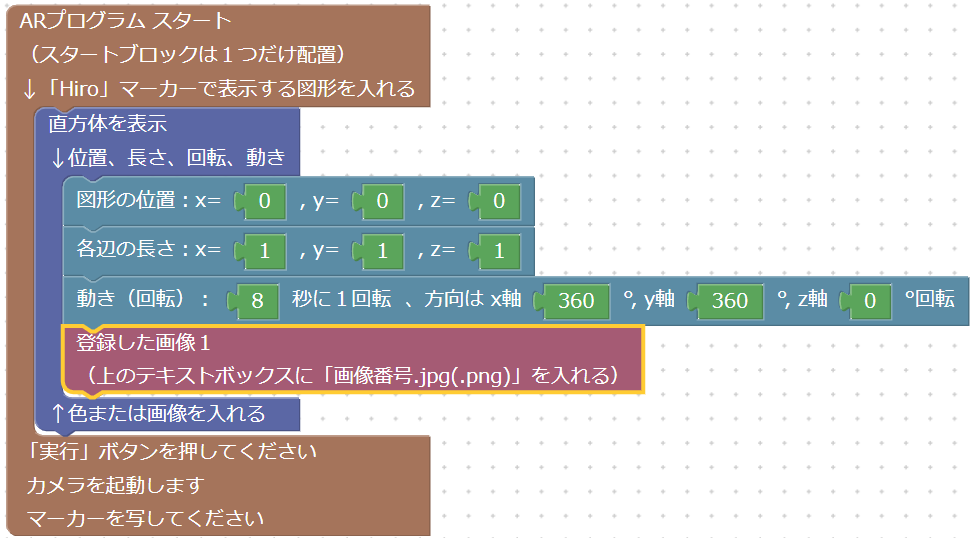 ARプログラム スタート
（スタートブロックは１つだけ配置）
↓「Hiro」マーカーで表示する図形を入れる
直方体を表示
↓位置、長さ、回転、動き
図形の位置：x= 0 , y= 0 , z= 0
各辺の長さ：x= 1 , y= 1 , z= 1
動き（回転）： 8 秒に１回転 、方向は x軸 360 º, y軸 360 º, z軸 0 º回転
登録した画像１
（上のテキストボックスに「画像番号.jpg(.png)」を入れる）
↑色または画像を入れる
「実行」ボタンを押してください
カメラを起動します
マーカーを写してください